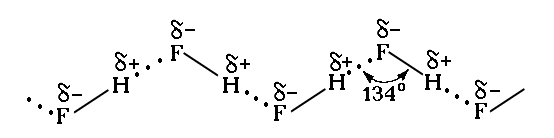 δ− δ−
F F
δ+ δ+ δ+ δ+
H H H H
δ− δ− 134° δ−
F F F